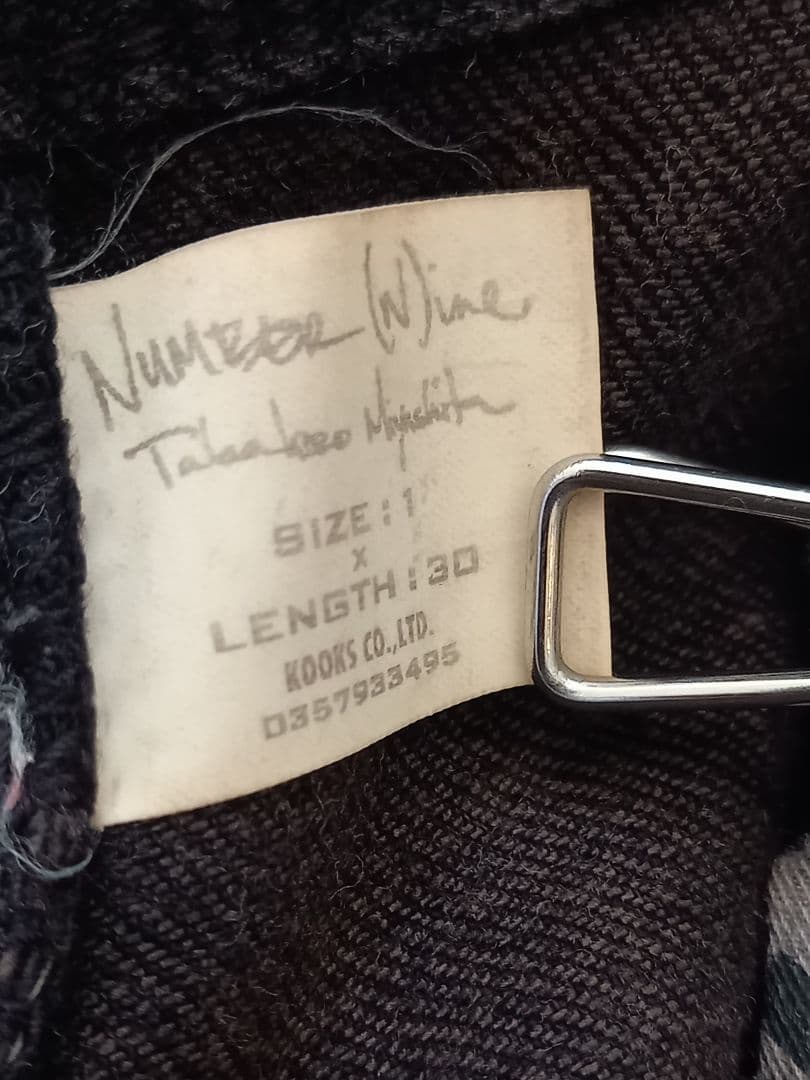 NUMBER (N)ine
Takahiro Miyashita
SIZE : 1
X
LENGTH : 30
KOOKS CO.,LTD.
0357933495